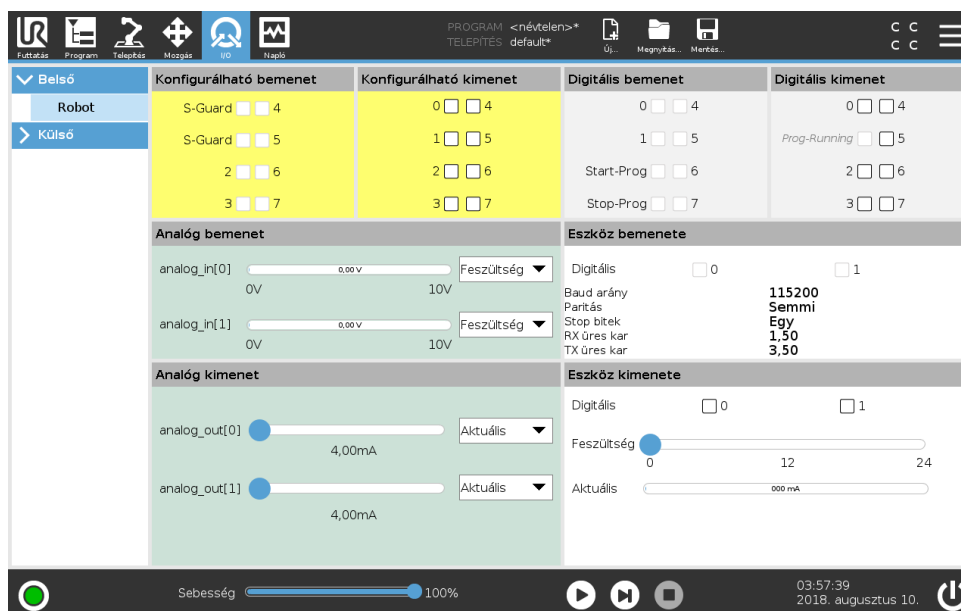 PROGRAM <névtelen>*
TELEPÍTÉS default*
C C
C C
Futtatás Program Telepítés Mozgás I/O Napló Új... Megnyitás... Mentés...
Belső
Robot
Külső
Konfigurálható bemenet
S-Guard 4
S-Guard 5
2 6
3 7
Konfigurálható kimenet
0 4
1 5
2 6
3 7
Digitális bemenet
0 4
1 5
Start-Prog 6
Stop-Prog 7
Digitális kimenet
0 4
Prog-Running 5
2 6
3 7
Analóg bemenet
analog_in[0] 0,00 V Feszültség
0V 10V
analog_in[1] 0,00 V Feszültség
0V 10V
Eszköz bemenete
Digitális 0 1
Baud arány 115200
Paritás Semmi
Stop bitek Egy
RX üres kar 1,50
TX üres kar 3,50
Analóg kimenet
analog_out[0] Aktuális
4,00mA
analog_out[1] Aktuális
4,00mA
Eszköz kimenete
Digitális 0 1
Feszültség
0 12 24
Aktuális 000 mA
Sebesség 100%
03:57:39
2018. augusztus 10.